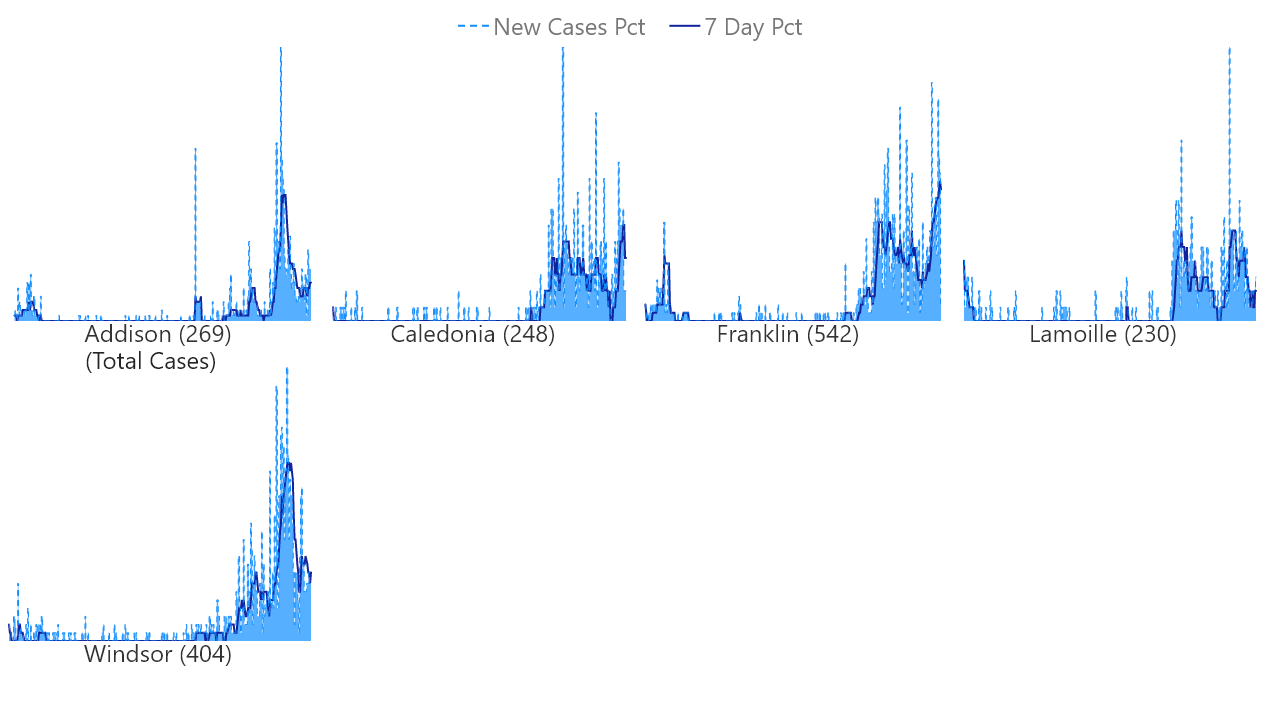 New Cases Pct 7 Day Pct
Addison (269)
(Total Cases)
Caledonia (248)
Franklin (542)
Lamoille (230)
Windsor (404)